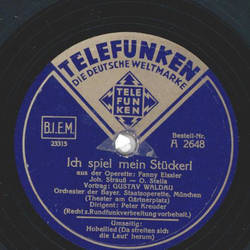 TELEFUNKEN
DIE DEUTSCHE WELTMARKE
TELE
FUN
KEN
B.I.E.M.
23315
Bestell-Nr.
A 2648
Ich spiel mein Stückerl
aus der Operette: Fanny Elssler
Joh. Strauß - O. Stalla
Vortrag: GUSTAV WALDAU
Orchester der Bayer. Staatsoperette, München
(Theater am Gärtnerplatz)
Dirigent: Peter Kreuder
(Recht z. Rundfunkverbreitung vorbehalt.)
Umseitig:
Hobellied (Da streiten sich
die Leut' herum)